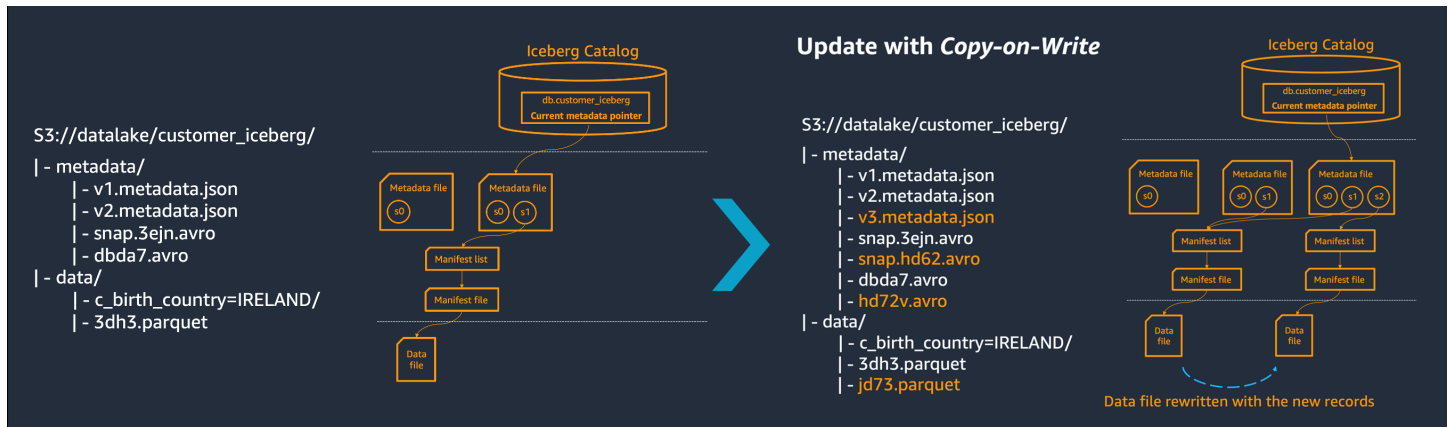 Iceberg Catalog
db.customer_iceberg
Current metadata pointer
S3://datalake/customer_iceberg/
| - metadata/
| - v1.metadata.json
| - v2.metadata.json
| - snap.3ejn.avro
| - dbda7.avro
| - data/
| - c_birth_country=IRELAND/
| - 3dh3.parquet
Metadata file
s0
Metadata file
s0 s1
Manifest list
Manifest file
Data
file
Update with Copy-on-Write
Iceberg Catalog
db.customer_iceberg
Current metadata pointer
S3://datalake/customer_iceberg/
| - metadata/
| - v1.metadata.json
| - v2.metadata.json
| - v3.metadata.json
| - snap.3ejn.avro
| - snap.hd62.avro
| - dbda7.avro
| - hd72v.avro
| - data/
| - c_birth_country=IRELAND/
| - 3dh3.parquet
| - jd73.parquet
Metadata file
s0
Metadata file
s0 s1
Metadata file
s0 s1 s2
Manifest list
Manifest list
Manifest file
Manifest file
Data
file
Data
file
Data file rewritten with the new records